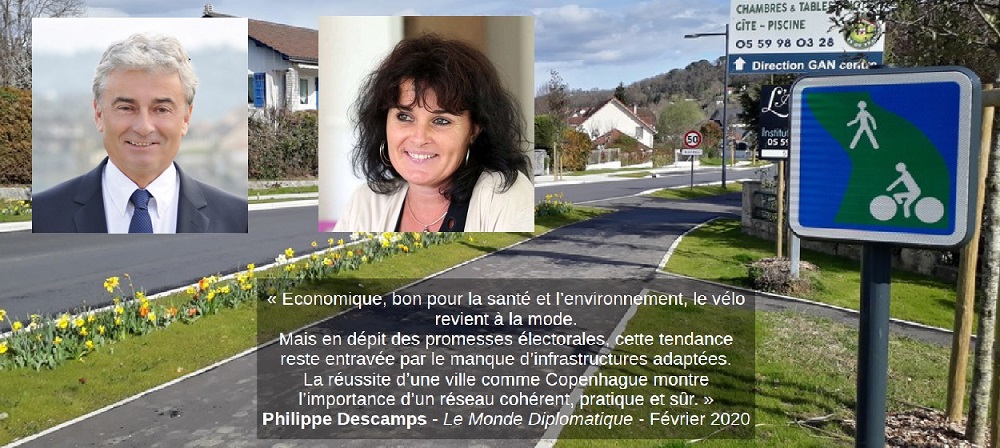 CHAMBRES & TABLE
GÎTE - PISCINE
05 59 98 03 28
Direction GAN centre
05 59
50
« Economique, bon pour la santé et l'environnement, le vélo
revient à la mode.
Mais en dépit des promesses électorales, cette tendance
reste entravée par le manque d'infrastructures adaptées.
La réussite d'une ville comme Copenhague montre
l'importance d'un réseau cohérent, pratique et sûr. »
Philippe Descamps - Le Monde Diplomatique - Février 2020